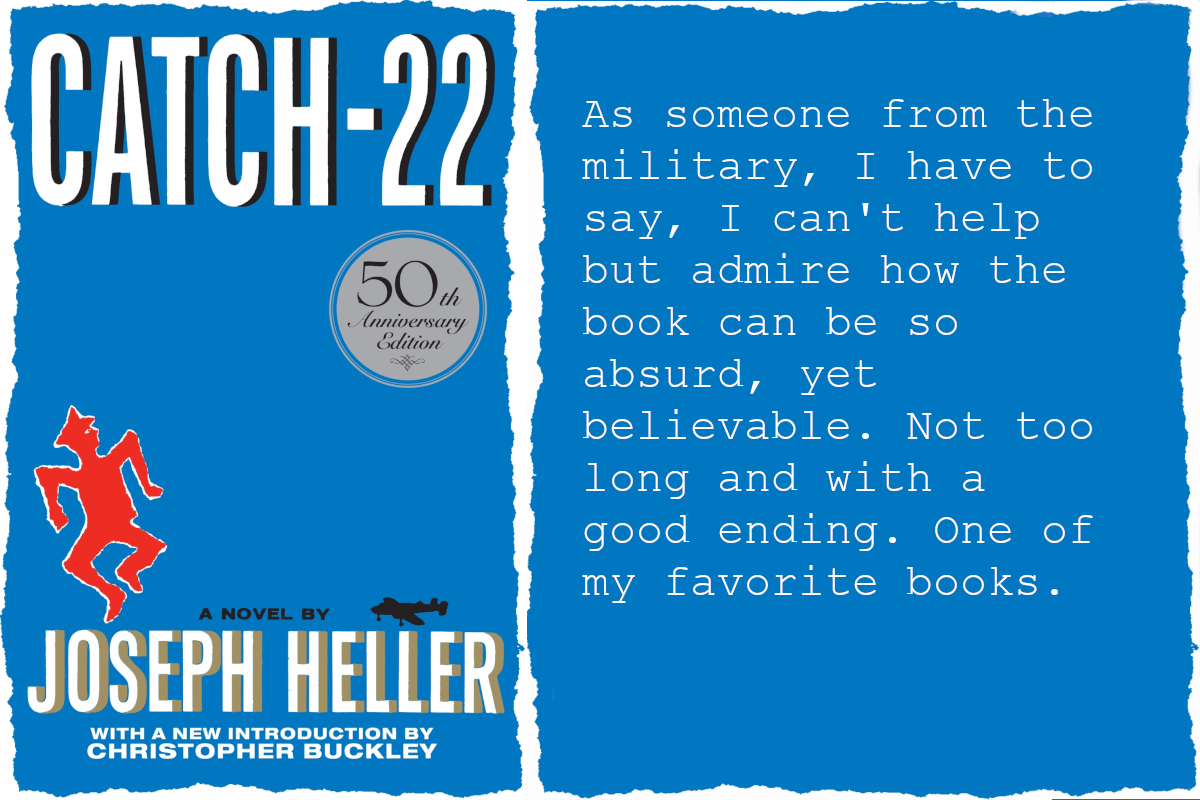 CATCH-22
50th
Anniversary
Edition
A NOVEL BY
JOSEPH HELLER
WITH A NEW INTRODUCTION BY
CHRISTOPHER BUCKLEY
As someone from the
military, I have to
say, I can't help
but admire how the
book can be so
absurd, yet
believable. Not too
long and with a
good ending. One of
my favorite books.